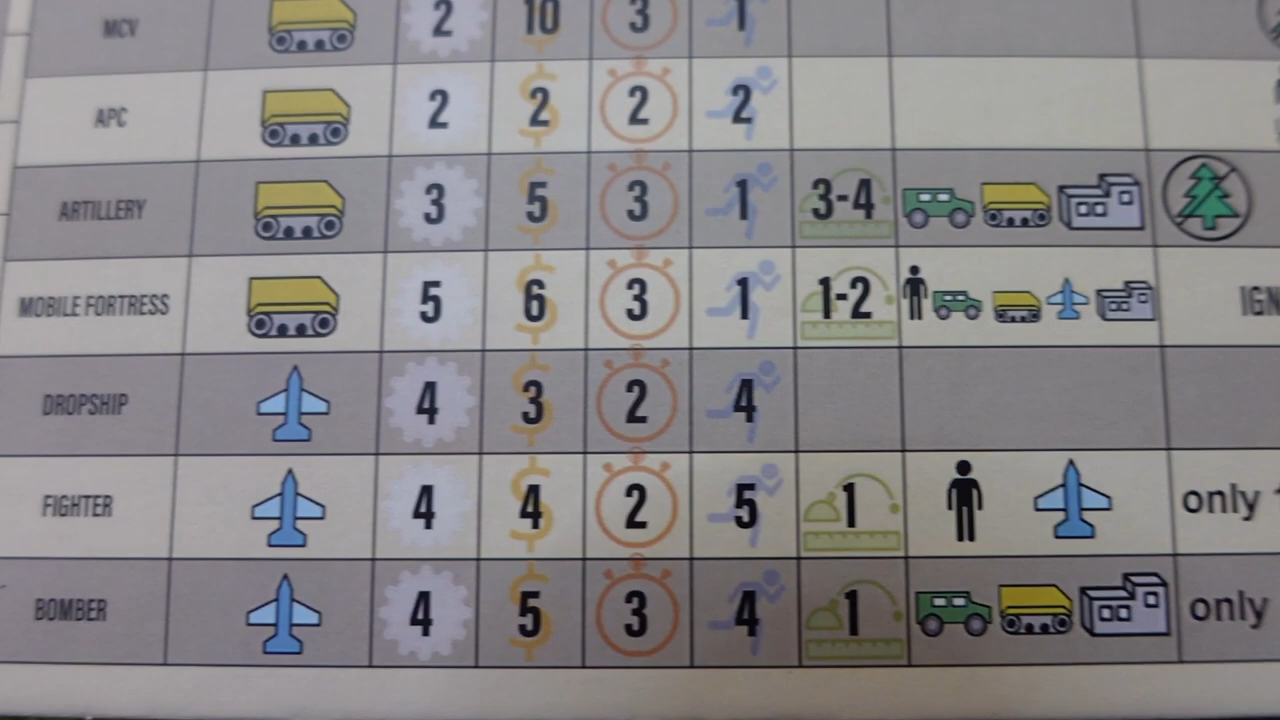 MCV 2 10 3 1
APC 2 2 2 2
ARTILLERY 3 5 3 1 3-4
MOBILE FORTRESS 5 6 3 1 1-2 IGN
DROPSHIP 4 3 2 4
FIGHTER 4 4 2 5 1 only
BOMBER 4 5 3 4 1 only